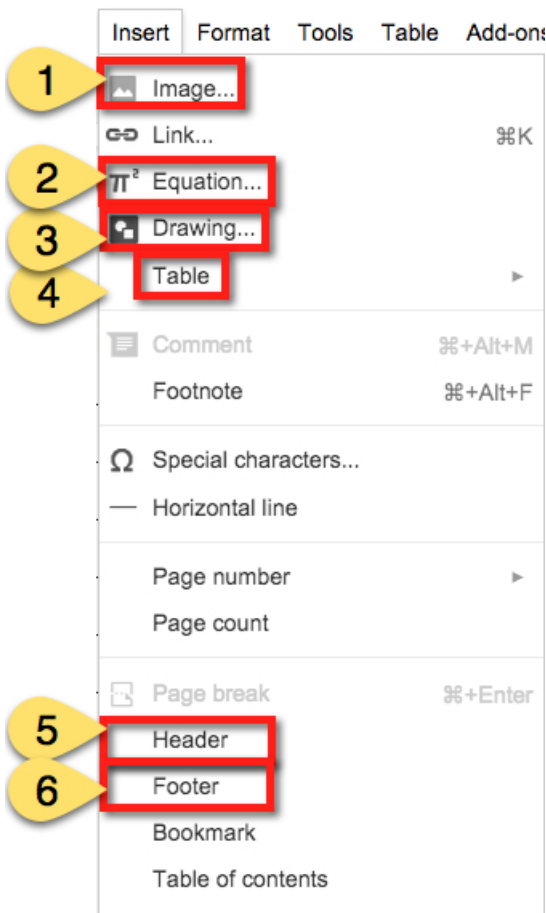 Insert Format Tools Table Add-ons
1 Image...
Link... ⌘K
2 π² Equation...
3 Drawing...
4 Table ►
Comment ⌘+Alt+M
Footnote ⌘+Alt+F
Ω Special characters...
— Horizontal line
Page number ►
Page count
Page break ⌘+Enter
5 Header
6 Footer
Bookmark
Table of contents